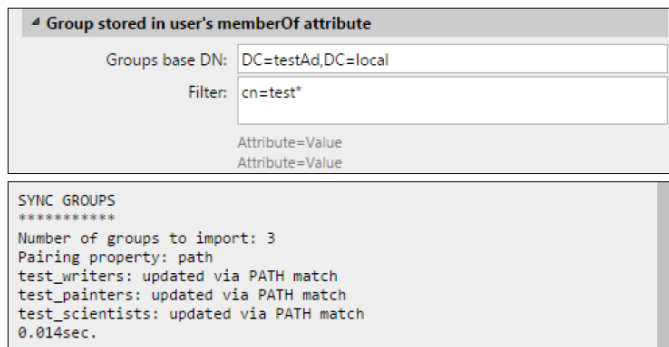 Group stored in user's memberOf attribute
Groups base DN: DC=testAd,DC=local
Filter: cn=test*
Attribute=Value
Attribute=Value
SYNC GROUPS
***********
Number of groups to import: 3
Pairing property: path
test_writers: updated via PATH match
test_painters: updated via PATH match
test_scientists: updated via PATH match
0.014sec.